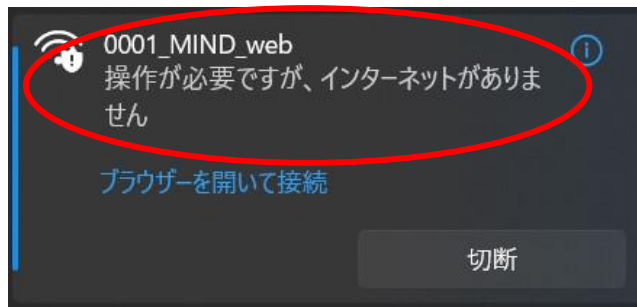 0001_MIND_web
操作が必要ですが、インターネットがありま
せん
ブラウザーを開いて接続
切断